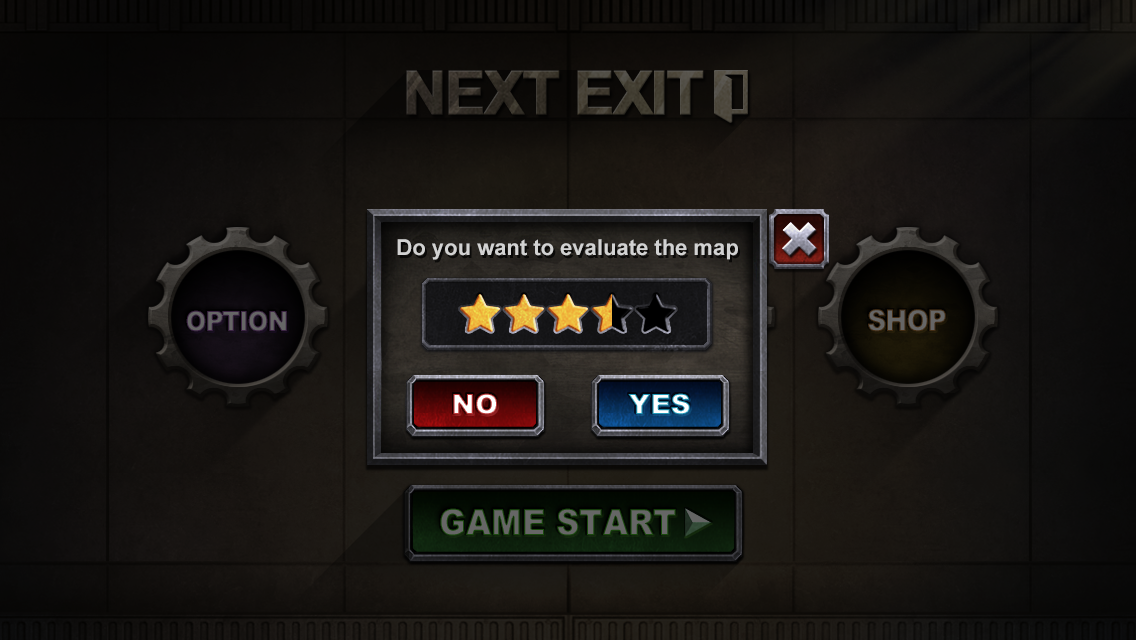 NEXT EXIT
Do you want to evaluate the map
OPTION
SHOP
NO
YES
GAME START